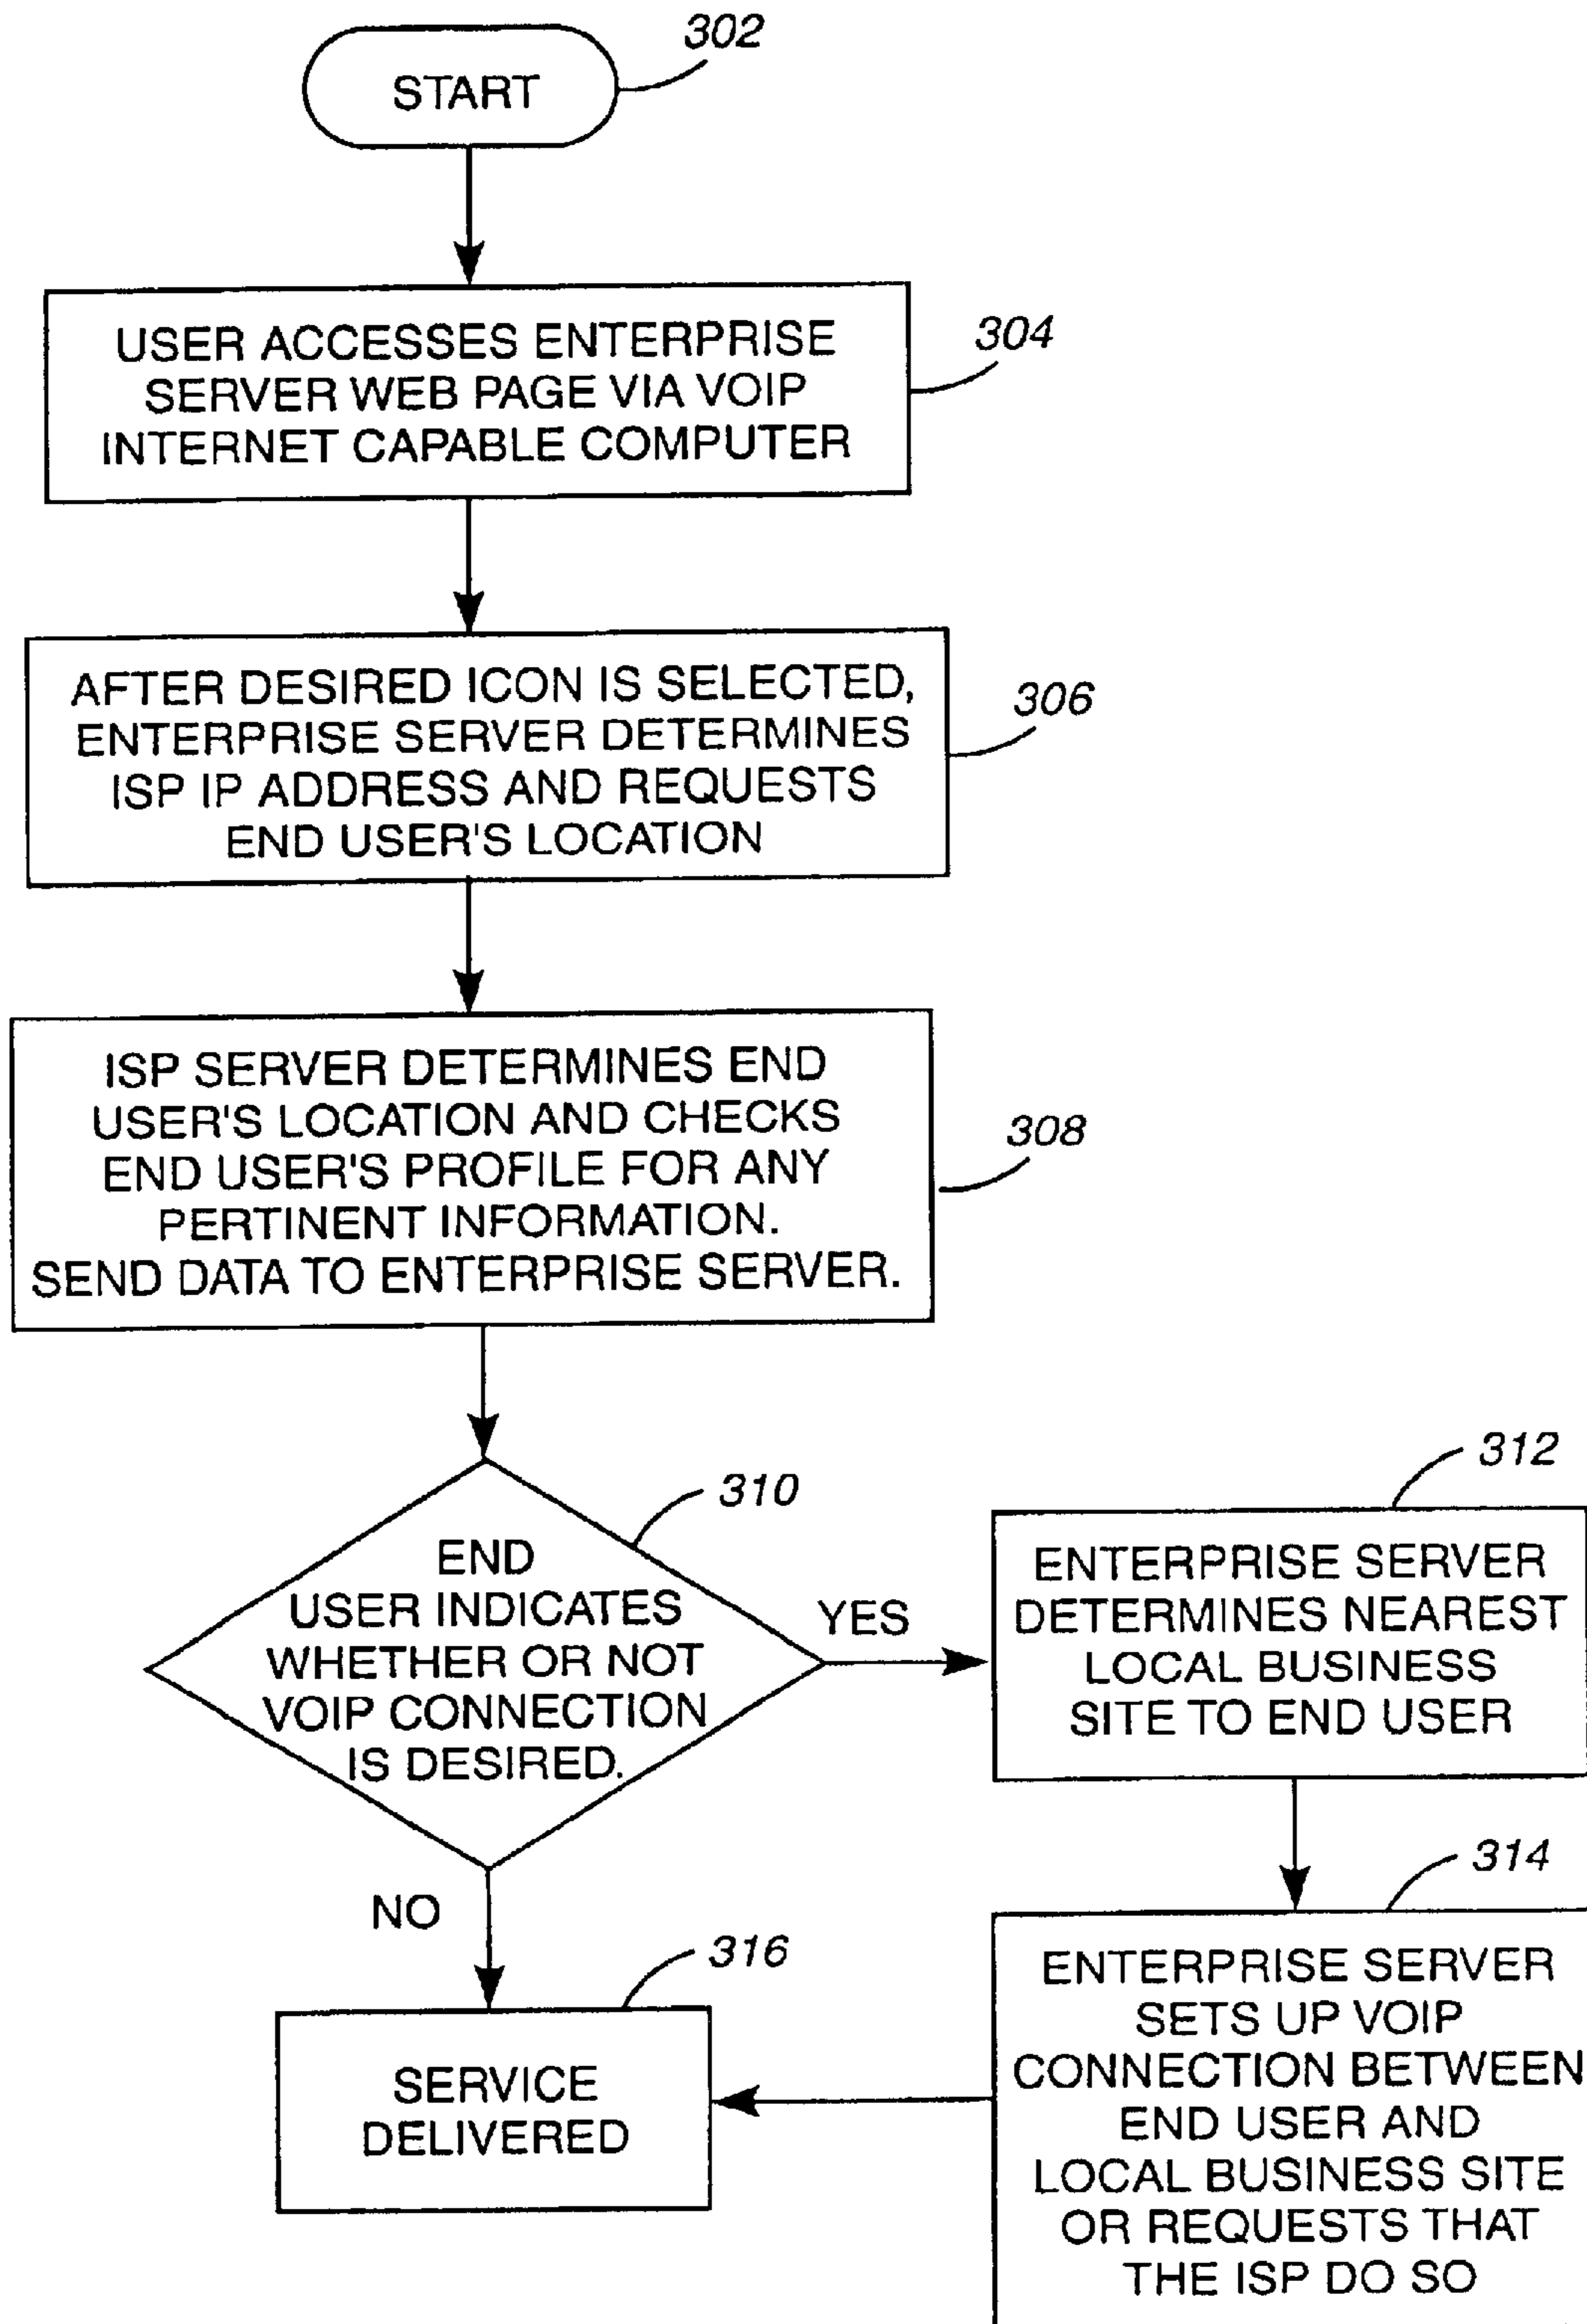 302
START
304
USER ACCESSES ENTERPRISE
SERVER WEB PAGE VIA VOIP
INTERNET CAPABLE COMPUTER
306
AFTER DESIRED ICON IS SELECTED,
ENTERPRISE SERVER DETERMINES
ISP IP ADDRESS AND REQUESTS
END USER'S LOCATION
308
ISP SERVER DETERMINES END
USER'S LOCATION AND CHECKS
END USER'S PROFILE FOR ANY
PERTINENT INFORMATION.
SEND DATA TO ENTERPRISE SERVER.
310
END
USER INDICATES
WHETHER OR NOT
VOIP CONNECTION
IS DESIRED.
YES
312
ENTERPRISE SERVER
DETERMINES NEAREST
LOCAL BUSINESS
SITE TO END USER
314
ENTERPRISE SERVER
SETS UP VOIP
CONNECTION BETWEEN
END USER AND
LOCAL BUSINESS SITE
OR REQUESTS THAT
THE ISP DO SO
NO
316
SERVICE
DELIVERED